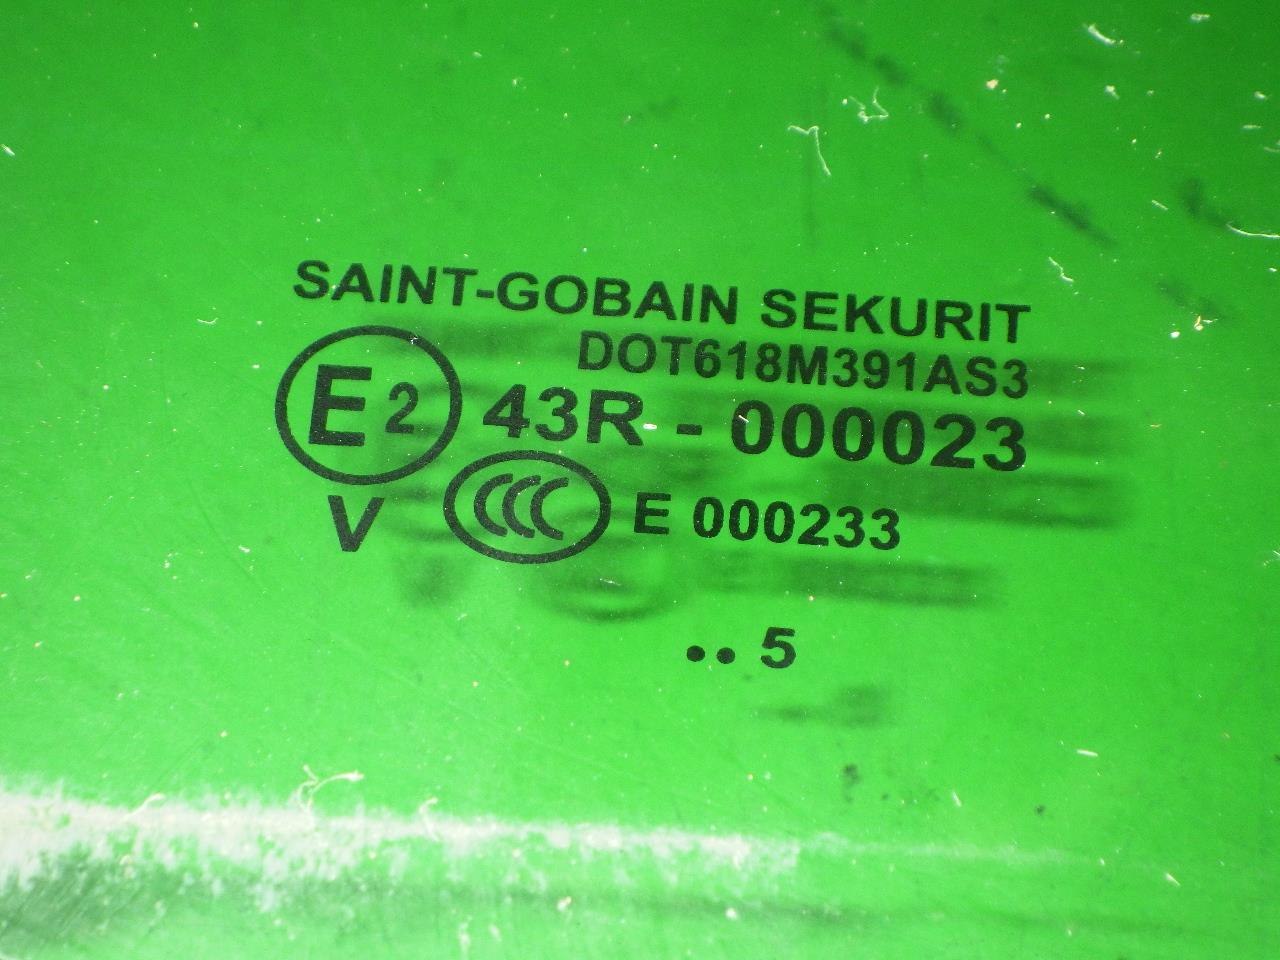 SAINT-GOBAIN SEKURIT
DOT618M391AS3
E2 43R - 000023
V CCC E 000233
•• 5